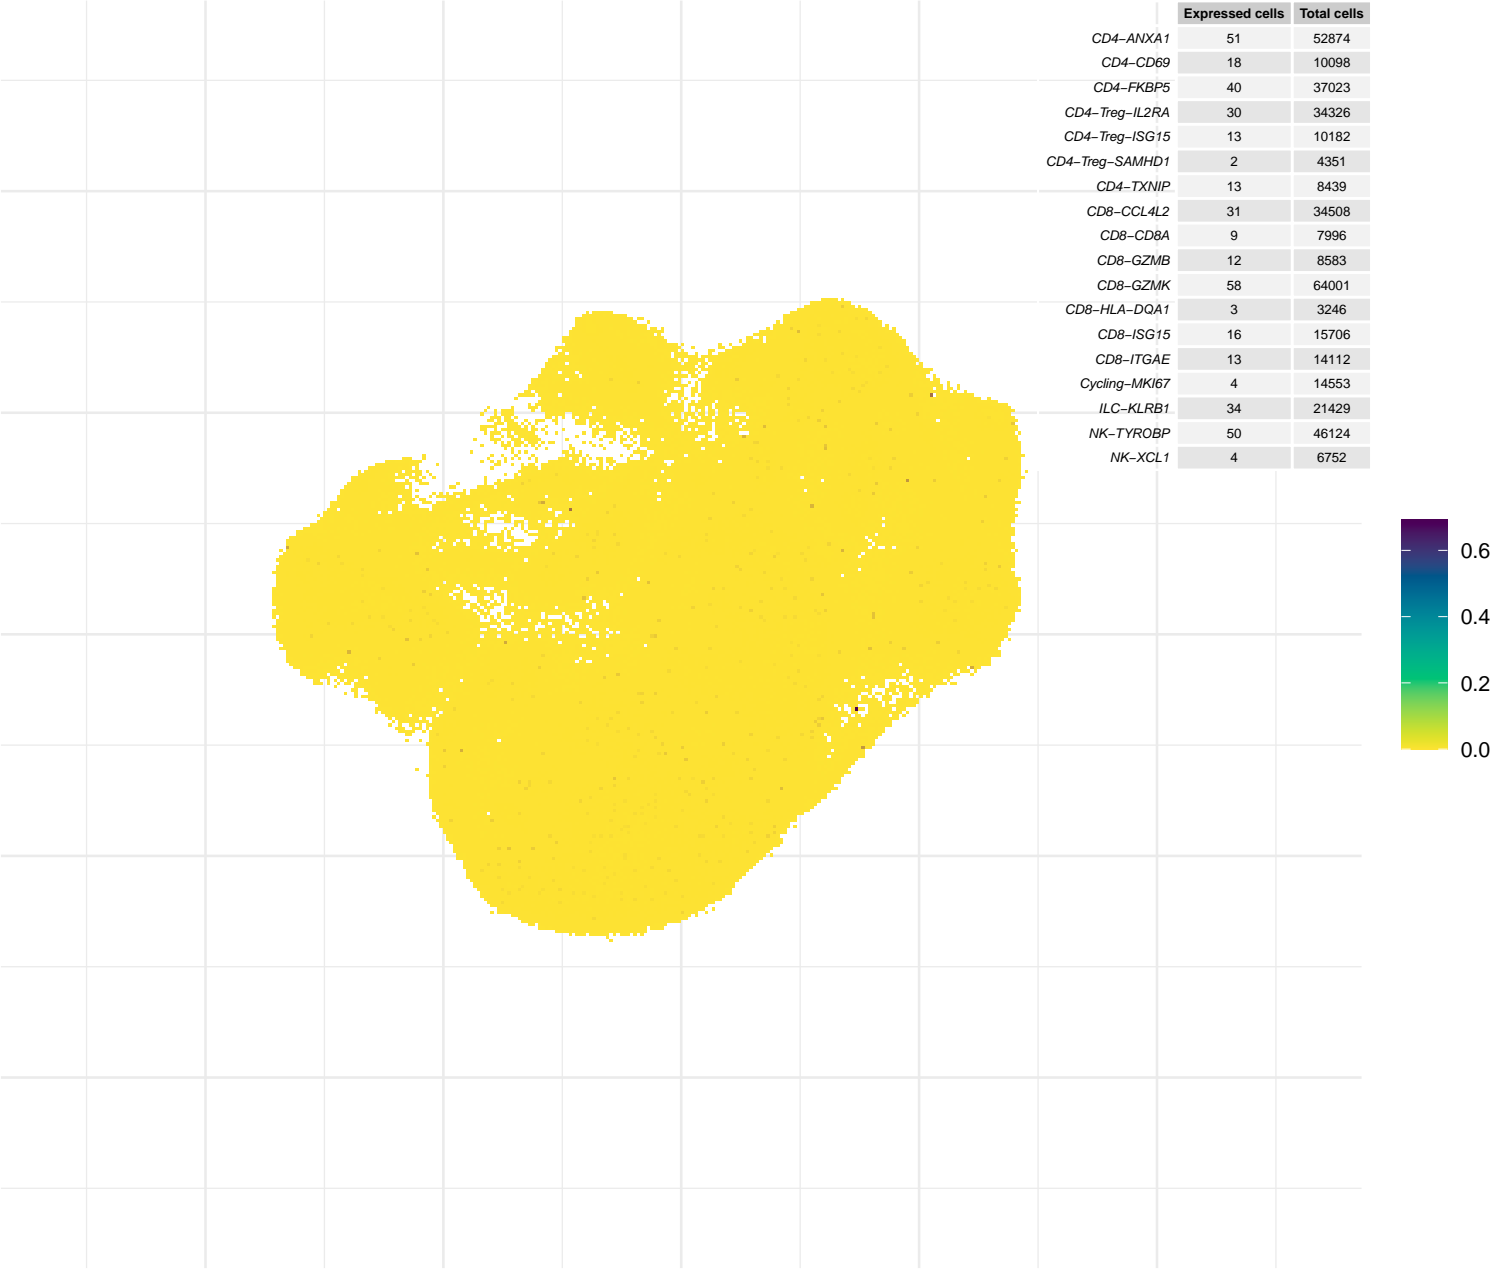 Expressed cells Total cells
CD4−ANXA1 51 52874
CD4−CD69 18 10098
CD4−FKBP5 40 37023
CD4−Treg−IL2RA 30 34326
CD4−Treg−ISG15 13 10182
CD4−Treg−SAMHD1 2 4351
CD4−TXNIP 13 8439
CD8−CCL4L2 31 34508
CD8−CD8A 9 7996
CD8−GZMB 12 8583
CD8−GZMK 58 64001
CD8−HLA−DQA1 3 3246
CD8−ISG15 16 15706
CD8−ITGAE 13 14112
Cycling−MKI67 4 14553
ILC−KLRB1 34 21429
NK−TYROBP 50 46124
NK−XCL1 4 6752
0.6
0.4
0.2
0.0